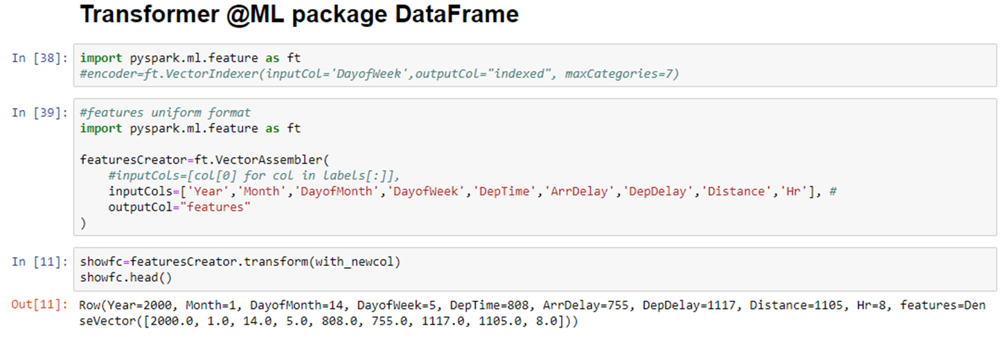 Transformer @ML package DataFrame
In [38]: import pyspark.ml.feature as ft
#encoder=ft.VectorIndexer(inputCol='DayofWeek',outputCol="indexed", maxCategories=7)
In [39]: #features uniform format
import pyspark.ml.feature as ft
featuresCreator=ft.VectorAssembler(
#inputCols=[col[0] for col in labels[:]],
inputCols=['Year','Month','DayofMonth','DayofWeek','DepTime','ArrDelay','DepDelay','Distance','Hr'], #
outputCol="features"
)
In [11]: showfc=featuresCreator.transform(with_newcol)
showfc.head()
Out[11]: Row(Year=2000, Month=1, DayofMonth=14, DayofWeek=5, DepTime=808, ArrDelay=755, DepDelay=1117, Distance=1105, Hr=8, features=Den
seVector([2000.0, 1.0, 14.0, 5.0, 808.0, 755.0, 1117.0, 1105.0, 8.0]))